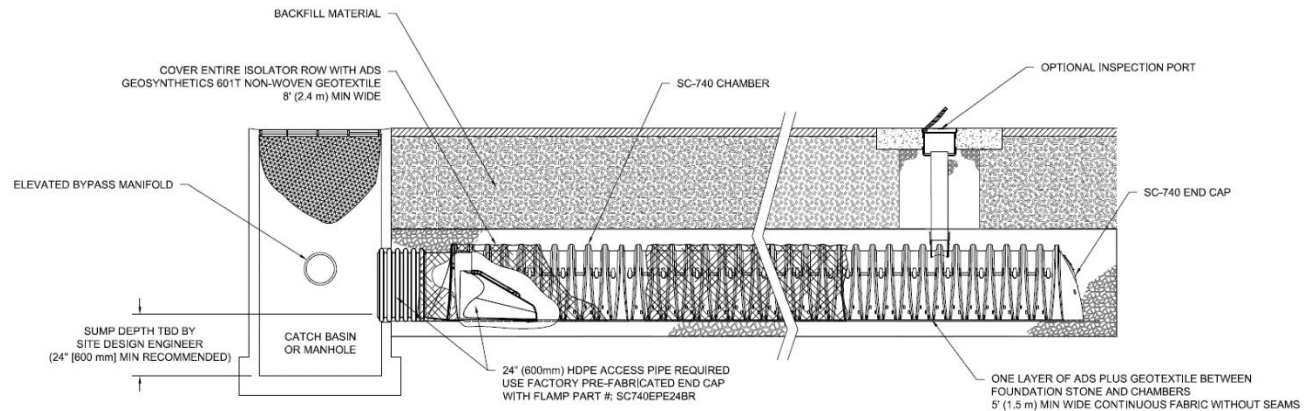 BACKFILL MATERIAL
COVER ENTIRE ISOLATOR ROW WITH ADS
GEOSYNTHETICS 601T NON-WOVEN GEOTEXTILE
8' (2.4 m) MIN WIDE
SC-740 CHAMBER
OPTIONAL INSPECTION PORT
ELEVATED BYPASS MANIFOLD
SC-740 END CAP
SUMP DEPTH TBD BY
SITE DESIGN ENGINEER
(24" [600 mm] MIN RECOMMENDED)
CATCH BASIN
OR MANHOLE
24" (600mm) HDPE ACCESS PIPE REQUIRED
USE FACTORY PRE-FABRICATED END CAP
WITH FLAMP PART #: SC740EPE24BR
ONE LAYER OF ADS PLUS GEOTEXTILE BETWEEN
FOUNDATION STONE AND CHAMBERS
5' (1.5 m) MIN WIDE CONTINUOUS FABRIC WITHOUT SEAMS